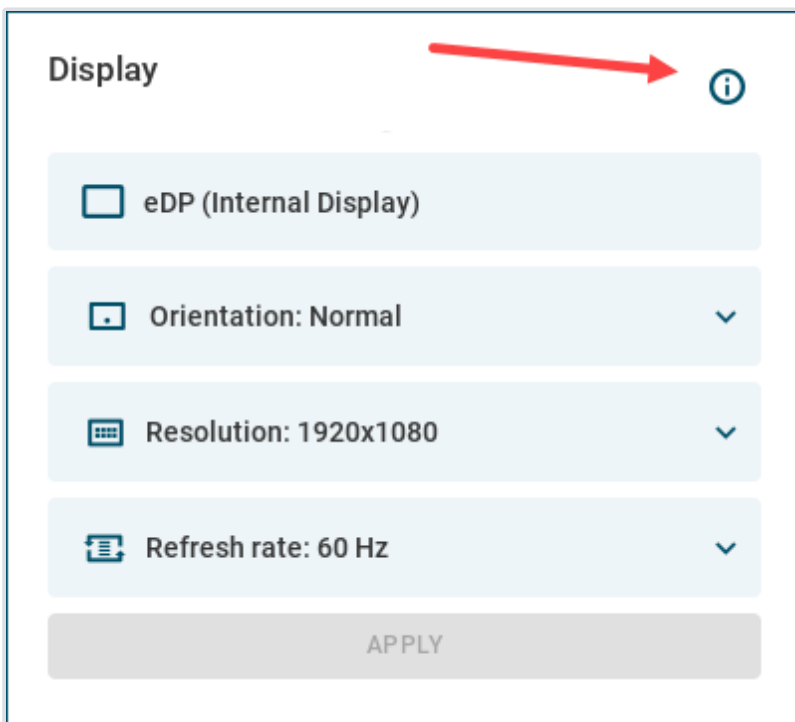 Display
eDP (Internal Display)
Orientation: Normal
Resolution: 1920x1080
Refresh rate: 60 Hz
APPLY